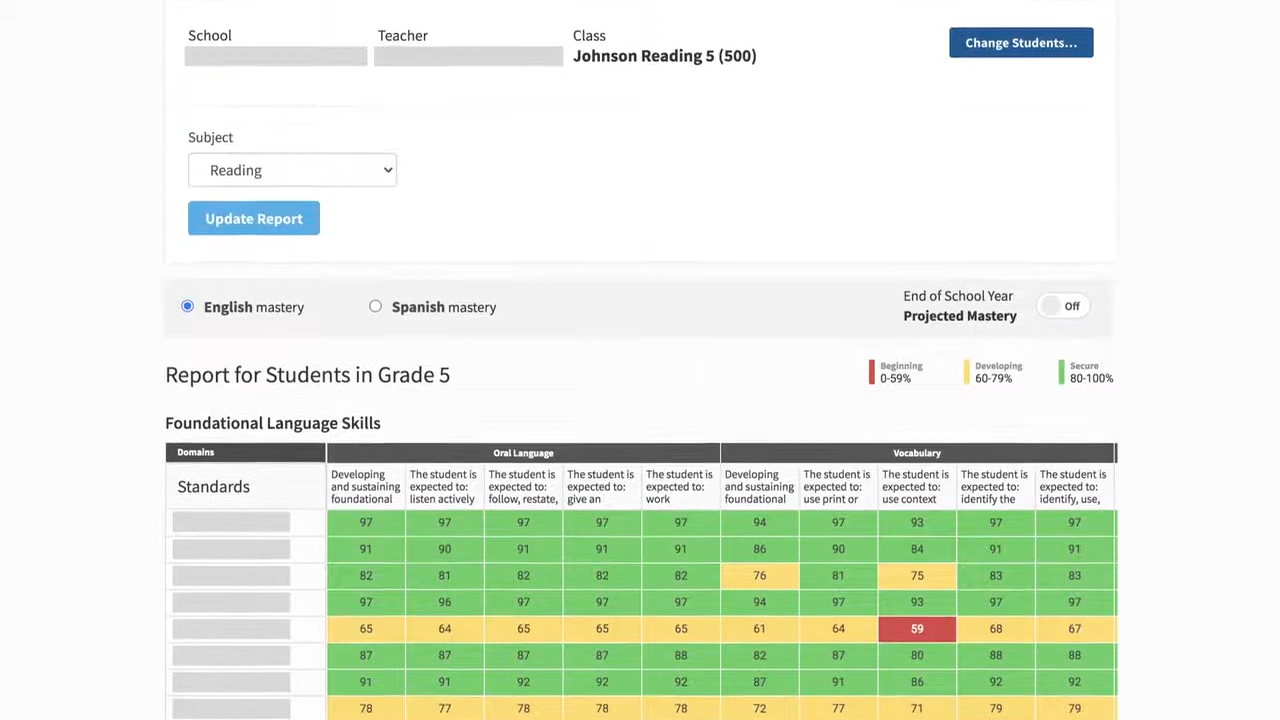 School Teacher Class
Johnson Reading 5 (500)
Change Students...
Subject
Reading
Update Report
English mastery Spanish mastery
End of School Year
Projected Mastery
Off
Report for Students in Grade 5
Beginning
0-59%
Developing
60-79%
Secure
80-100%
Foundational Language Skills
Domains Oral Language Vocabulary
Standards
Developing
and sustaining
foundational
The student is
expected to:
listen actively
The student is
expected to:
follow, restate,
The student is
expected to:
give an
The student is
expected to:
work
Developing
and sustaining
foundational
The student is
expected to:
use print or
The student is
expected to:
use context
The student is
expected to:
identify the
The student is
expected to:
identify, use,
97 97 97 97 97 94 97 93 97 97
91 90 91 91 91 86 90 84 91 91
82 81 82 82 82 76 81 75 83 83
97 96 97 97 97 94 97 93 97 97
65 64 65 65 65 61 64 59 68 67
87 87 87 87 88 82 87 80 88 88
91 91 92 92 92 87 91 86 92 92
78 77 78 78 78 72 77 71 79 79